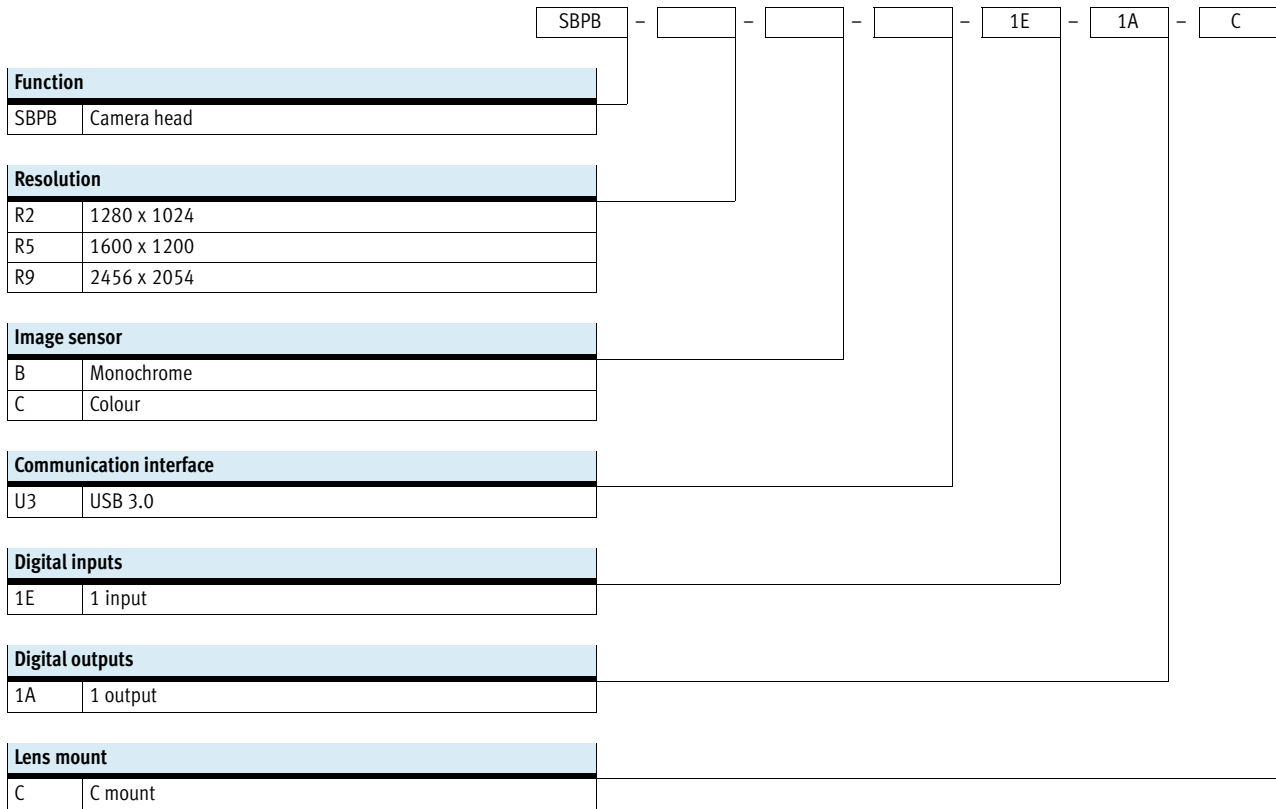 SBPB – – – – 1E – 1A – C
Function
SBPB Camera head
Resolution
R2 1280 x 1024
R5 1600 x 1200
R9 2456 x 2054
Image sensor
B Monochrome
C Colour
Communication interface
U3 USB 3.0
Digital inputs
1E 1 input
Digital outputs
1A 1 output
Lens mount
C C mount